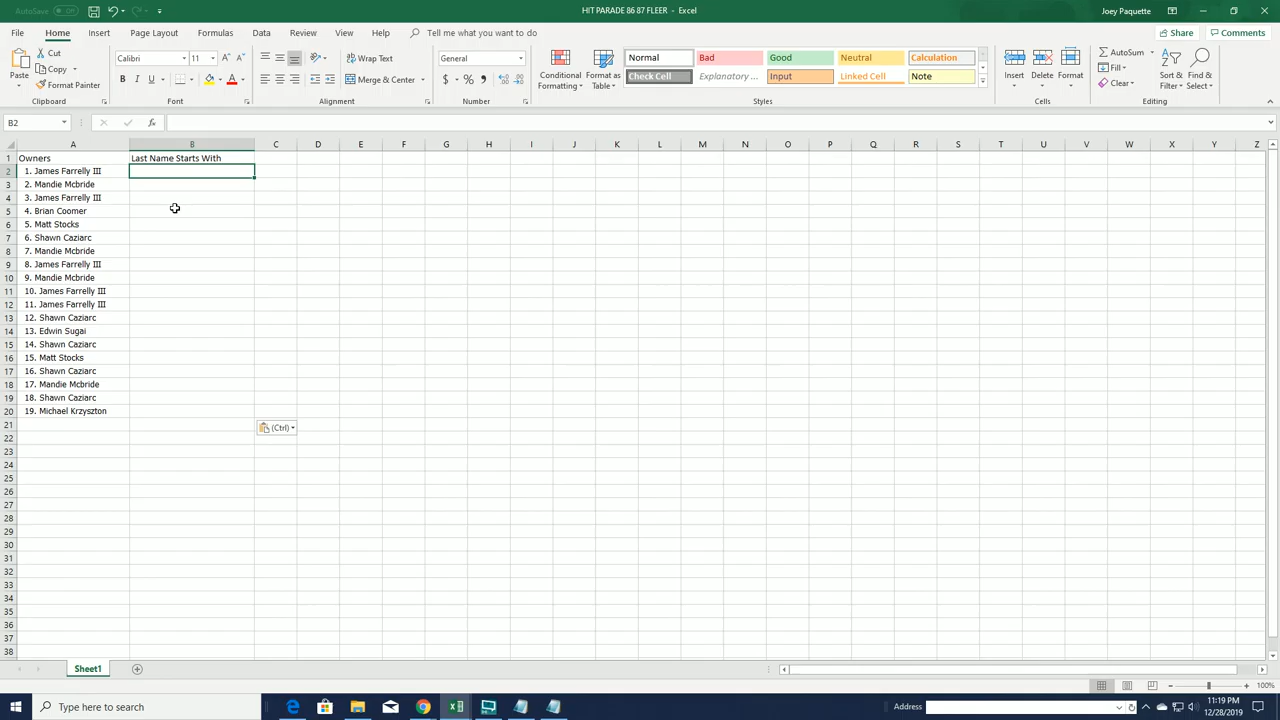 AutoSave Off
HIT PARADE 86 87 FLEER - Excel
Joey Paquette
File Home Insert Page Layout Formulas Data Review View Help Tell me what you want to do
Share Comments
Paste
Cut
Copy
Format Painter
Clipboard
Calibri 11
B I U
Font
Wrap Text
Merge & Center
Alignment
General
$ % ,
Number
Conditional Formatting
Format as Table
Normal Bad Good Neutral Calculation
Check Cell Explanatory ... Input Linked Cell Note
Styles
Insert Delete Format
Cells
AutoSum
Fill
Clear
Sort & Filter
Find & Select
Editing
B2
fx
A B C D E F G H I J K L M N O P Q R S T U V W X Y Z
1 Owners Last Name Starts With
2 1. James Farrelly III
3 2. Mandie Mcbride
4 3. James Farrelly III
5 4. Brian Coomer
6 5. Matt Stocks
7 6. Shawn Caziarc
8 7. Mandie Mcbride
9 8. James Farrelly III
10 9. Mandie Mcbride
11 10. James Farrelly III
12 11. James Farrelly III
13 12. Shawn Caziarc
14 13. Edwin Sugai
15 14. Shawn Caziarc
16 15. Matt Stocks
17 16. Shawn Caziarc
18 17. Mandie Mcbride
19 18. Shawn Caziarc
20 19. Michael Krzyszton
21
(Ctrl)
22
23
24
25
26
27
28
29
30
31
32
33
34
35
36
37
38
Sheet1
100%
Type here to search
Address
11:19 PM
12/28/2019